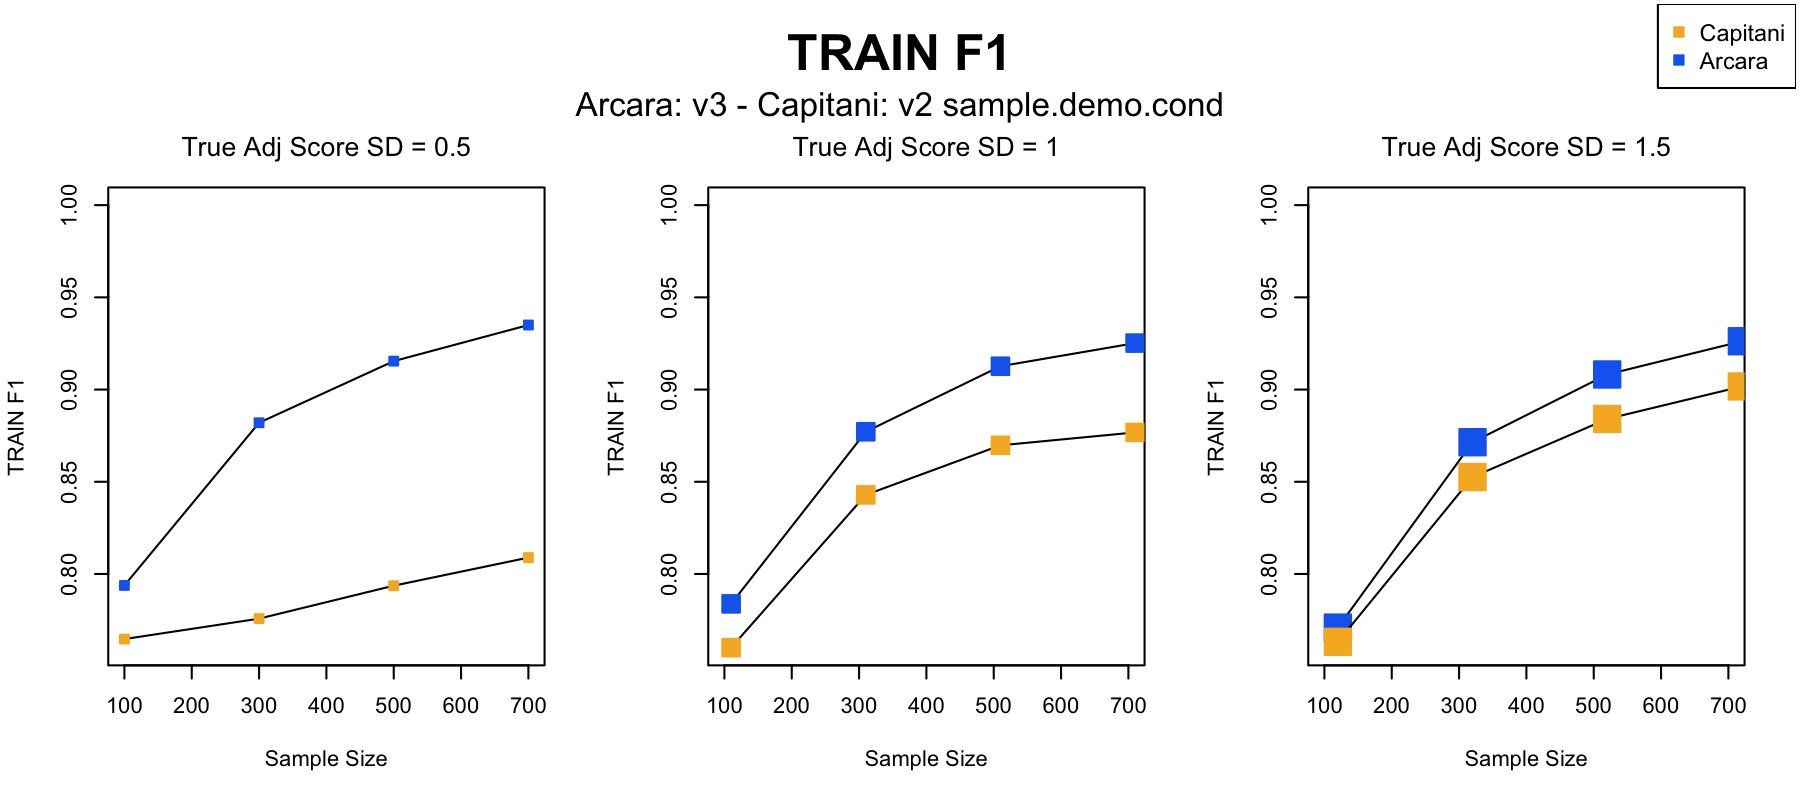 TRAIN F1
Arcara: v3 - Capitani: v2 sample.demo.cond
Capitani
Arcara
True Adj Score SD = 0.5
TRAIN F1
1.00
0.95
0.90
0.85
0.80
100 200 300 400 500 600 700
Sample Size
True Adj Score SD = 1
TRAIN F1
1.00
0.95
0.90
0.85
0.80
100 200 300 400 500 600 700
Sample Size
True Adj Score SD = 1.5
TRAIN F1
1.00
0.95
0.90
0.85
0.80
100 200 300 400 500 600 700
Sample Size